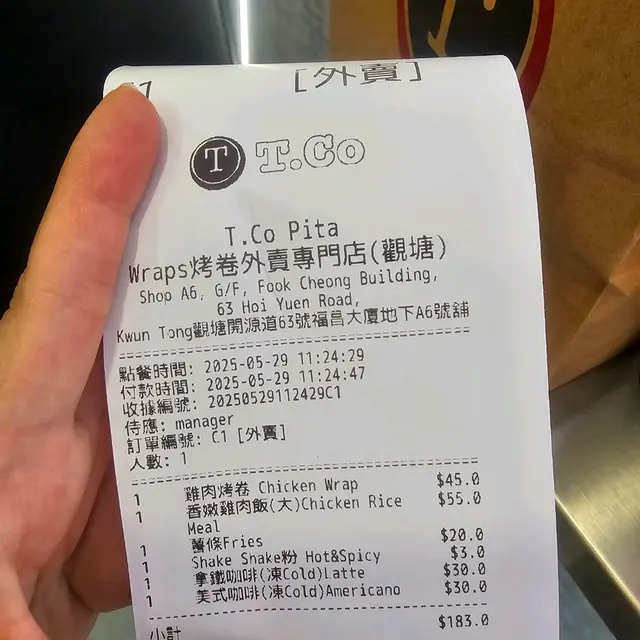 [外賣]
T T.Co
T.Co Pita
Wraps烤卷外賣專門店(觀塘)
Shop A6, G/F, Fook Cheong Building,
63 Hoi Yuen Road,
Kwun Tong觀塘開源道63號福昌大廈地下A6號舖
點餐時間: 2025-05-29 11:24:29
付款時間: 2025-05-29 11:24:47
收據編號: 20250529112429C1
侍應: manager
訂單編號: C1 [外賣]
人數: 1
1 雞肉烤卷 Chicken Wrap $45.0
1 香嫩雞肉飯(大)Chicken Rice $55.0
Meal
1 薯條Fries $20.0
1 Shake Shake粉 Hot&Spicy $3.0
1 拿鐵咖啡(凍Cold)Latte $30.0
1 美式咖啡(凍Cold)Americano $30.0
小計 $183.0